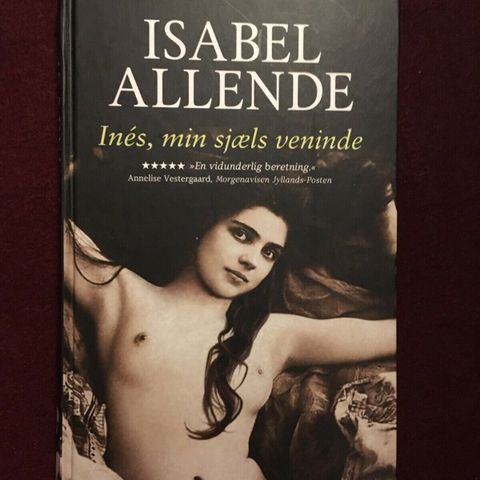 ISABEL
ALLENDE
Inés, min sjæls veninde
★★★★★ »En vidunderlig beretning.«
Annelise Vestergaard, Morgenavisen Jyllands-Posten